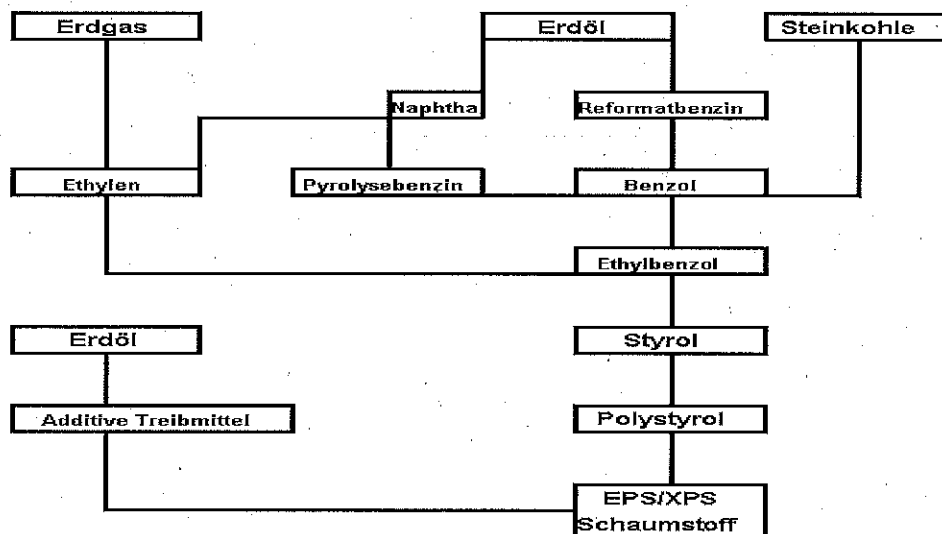 Erdgas
Erdöl
Steinkohle
Naphtha
Reformatbenzin
Ethylen
Pyrolysebenzin
Benzol
Ethylbenzol
Erdöl
Styrol
Additive Treibmittel
Polystyrol
EPS/XPS
Schaumstoff